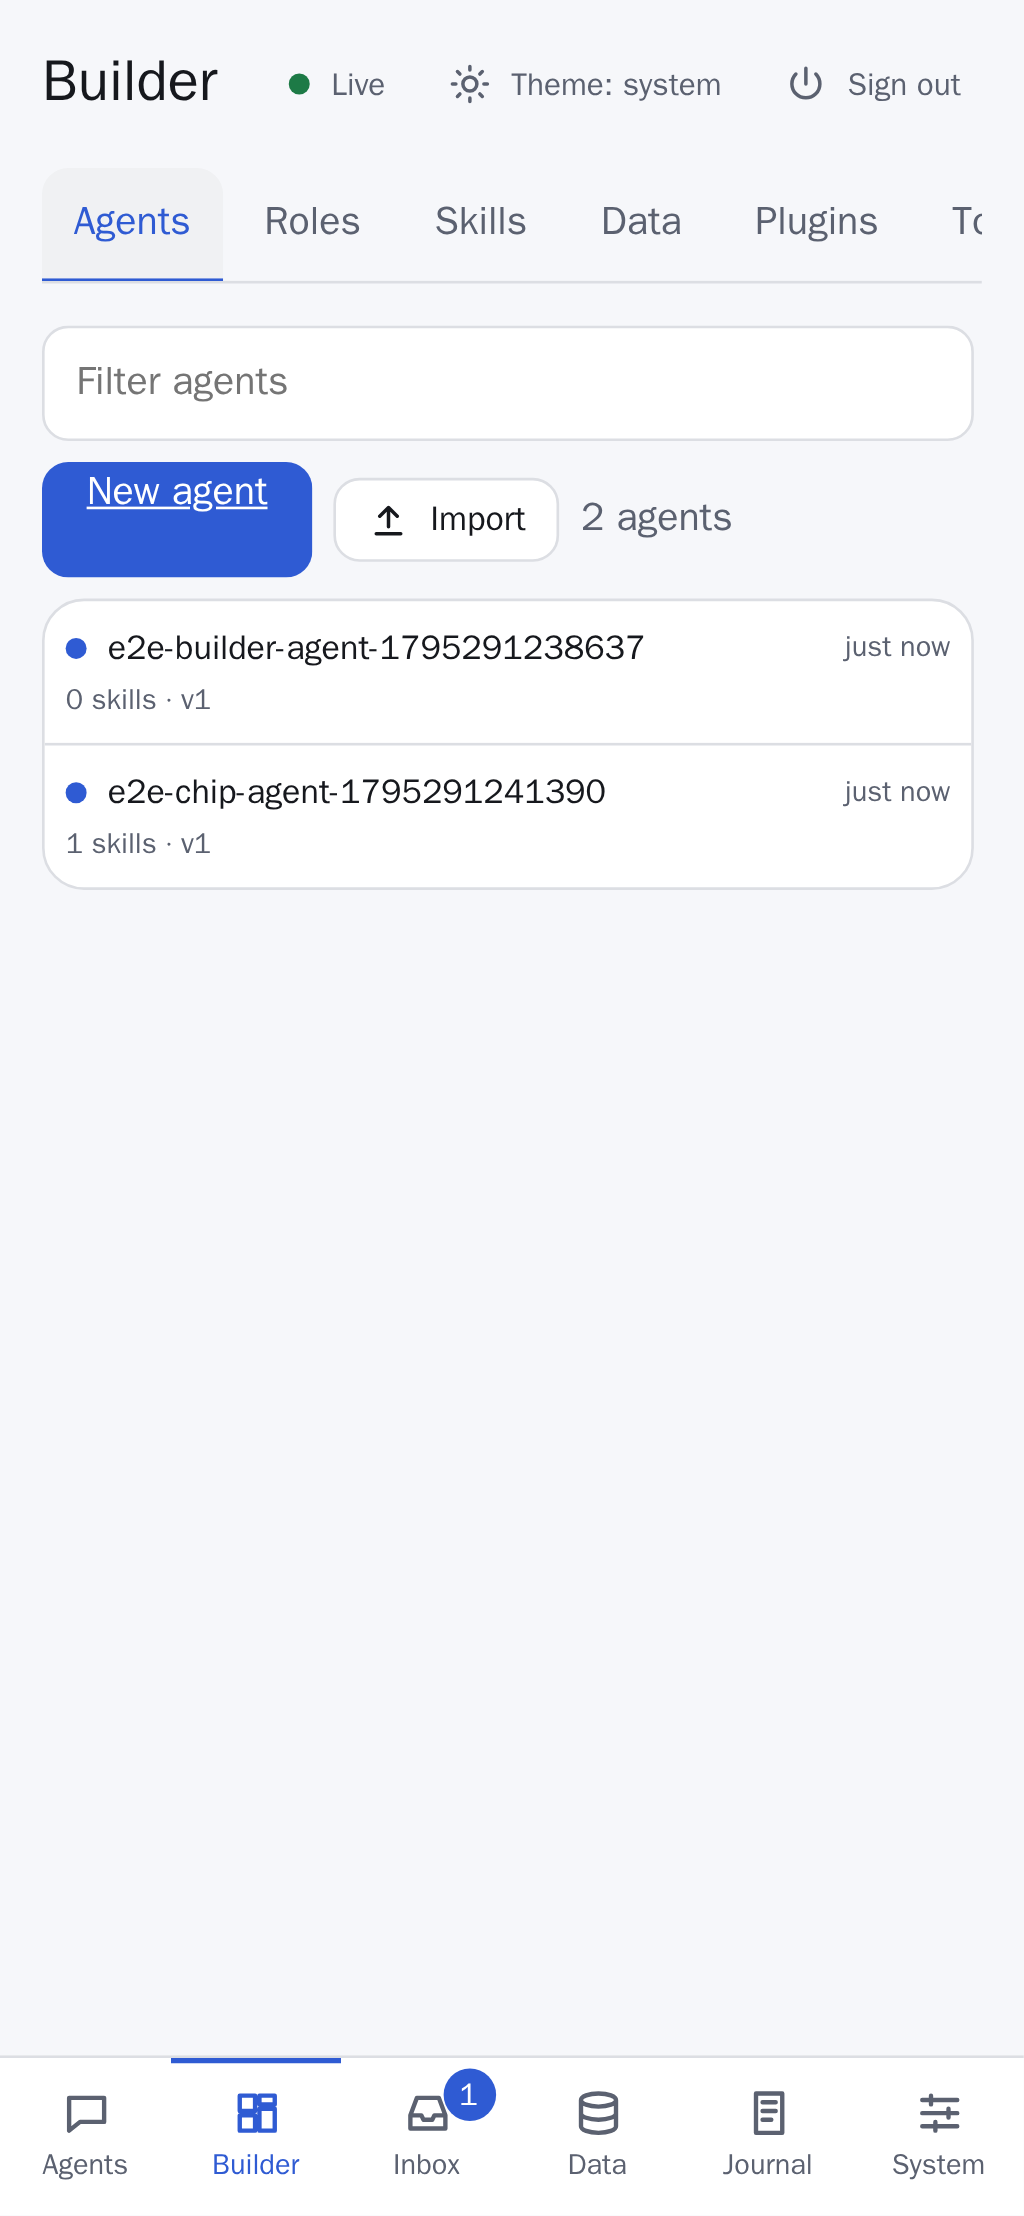 Builder Live Theme: system Sign out
Agents Roles Skills Data Plugins To
Filter agents
New agent Import 2 agents
e2e-builder-agent-1795291238637 just now
0 skills · v1
e2e-chip-agent-1795291241390 just now
1 skills · v1
1
Agents Builder Inbox Data Journal System